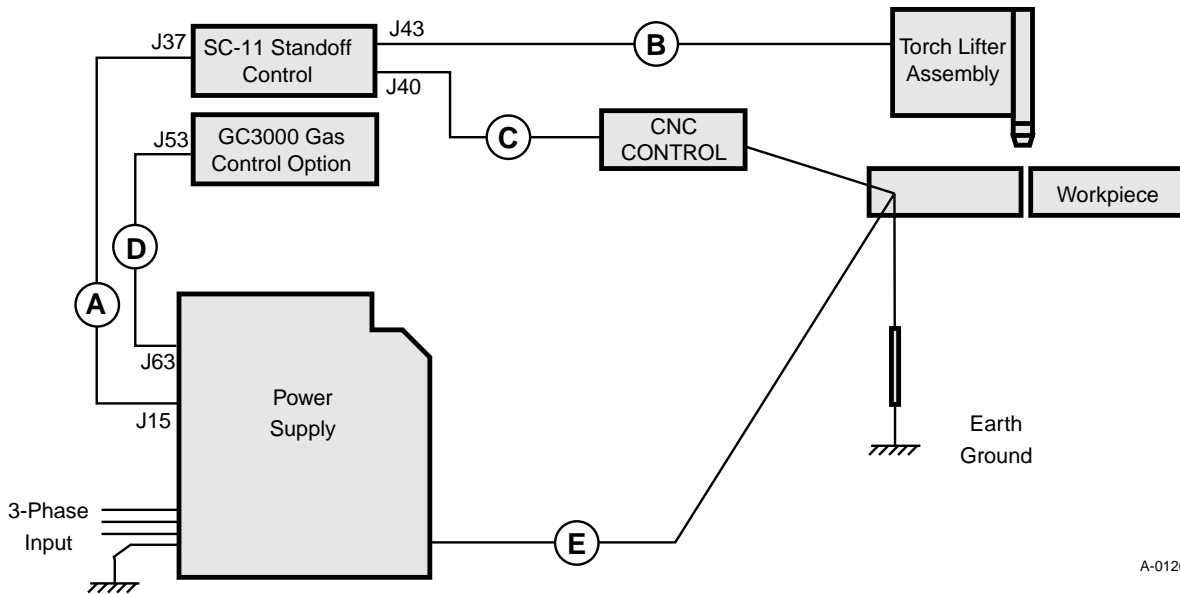 J37
SC-11 Standoff
Control
J43
J40
B
Torch Lifter
Assembly
J53
GC3000 Gas
Control Option
C
CNC
CONTROL
Workpiece
D
A
J63
J15
Power
Supply
Earth
Ground
3-Phase
Input
E